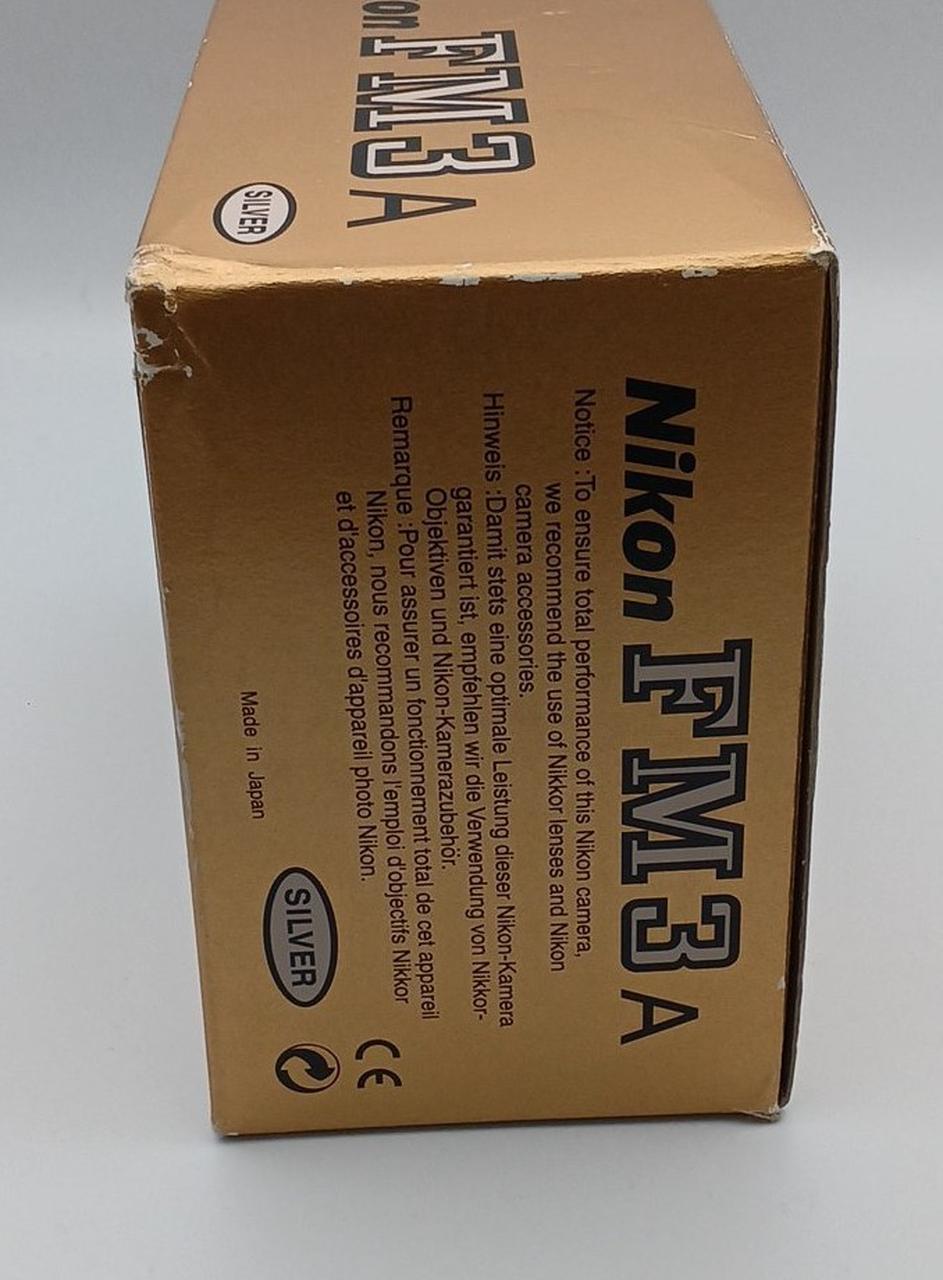 on FM3A
SILVER
Nikon FM3A
Notice :To ensure total performance of this Nikon camera,
we recommend the use of Nikkor lenses and Nikon
camera accessories.
Hinweis :Damit stets eine optimale Leistung dieser Nikon-Kamera
garantiert ist, empfehlen wir die Verwendung von Nikkor-
Objektiven und Nikon-Kamerazubehör.
Remarque :Pour assurer un fonctionnement total de cet appareil
Nikon, nous recommandons l'emploi d'objectifs Nikkor
et d'accessoires d'appareil photo Nikon.
CE
Made in Japan
SILVER